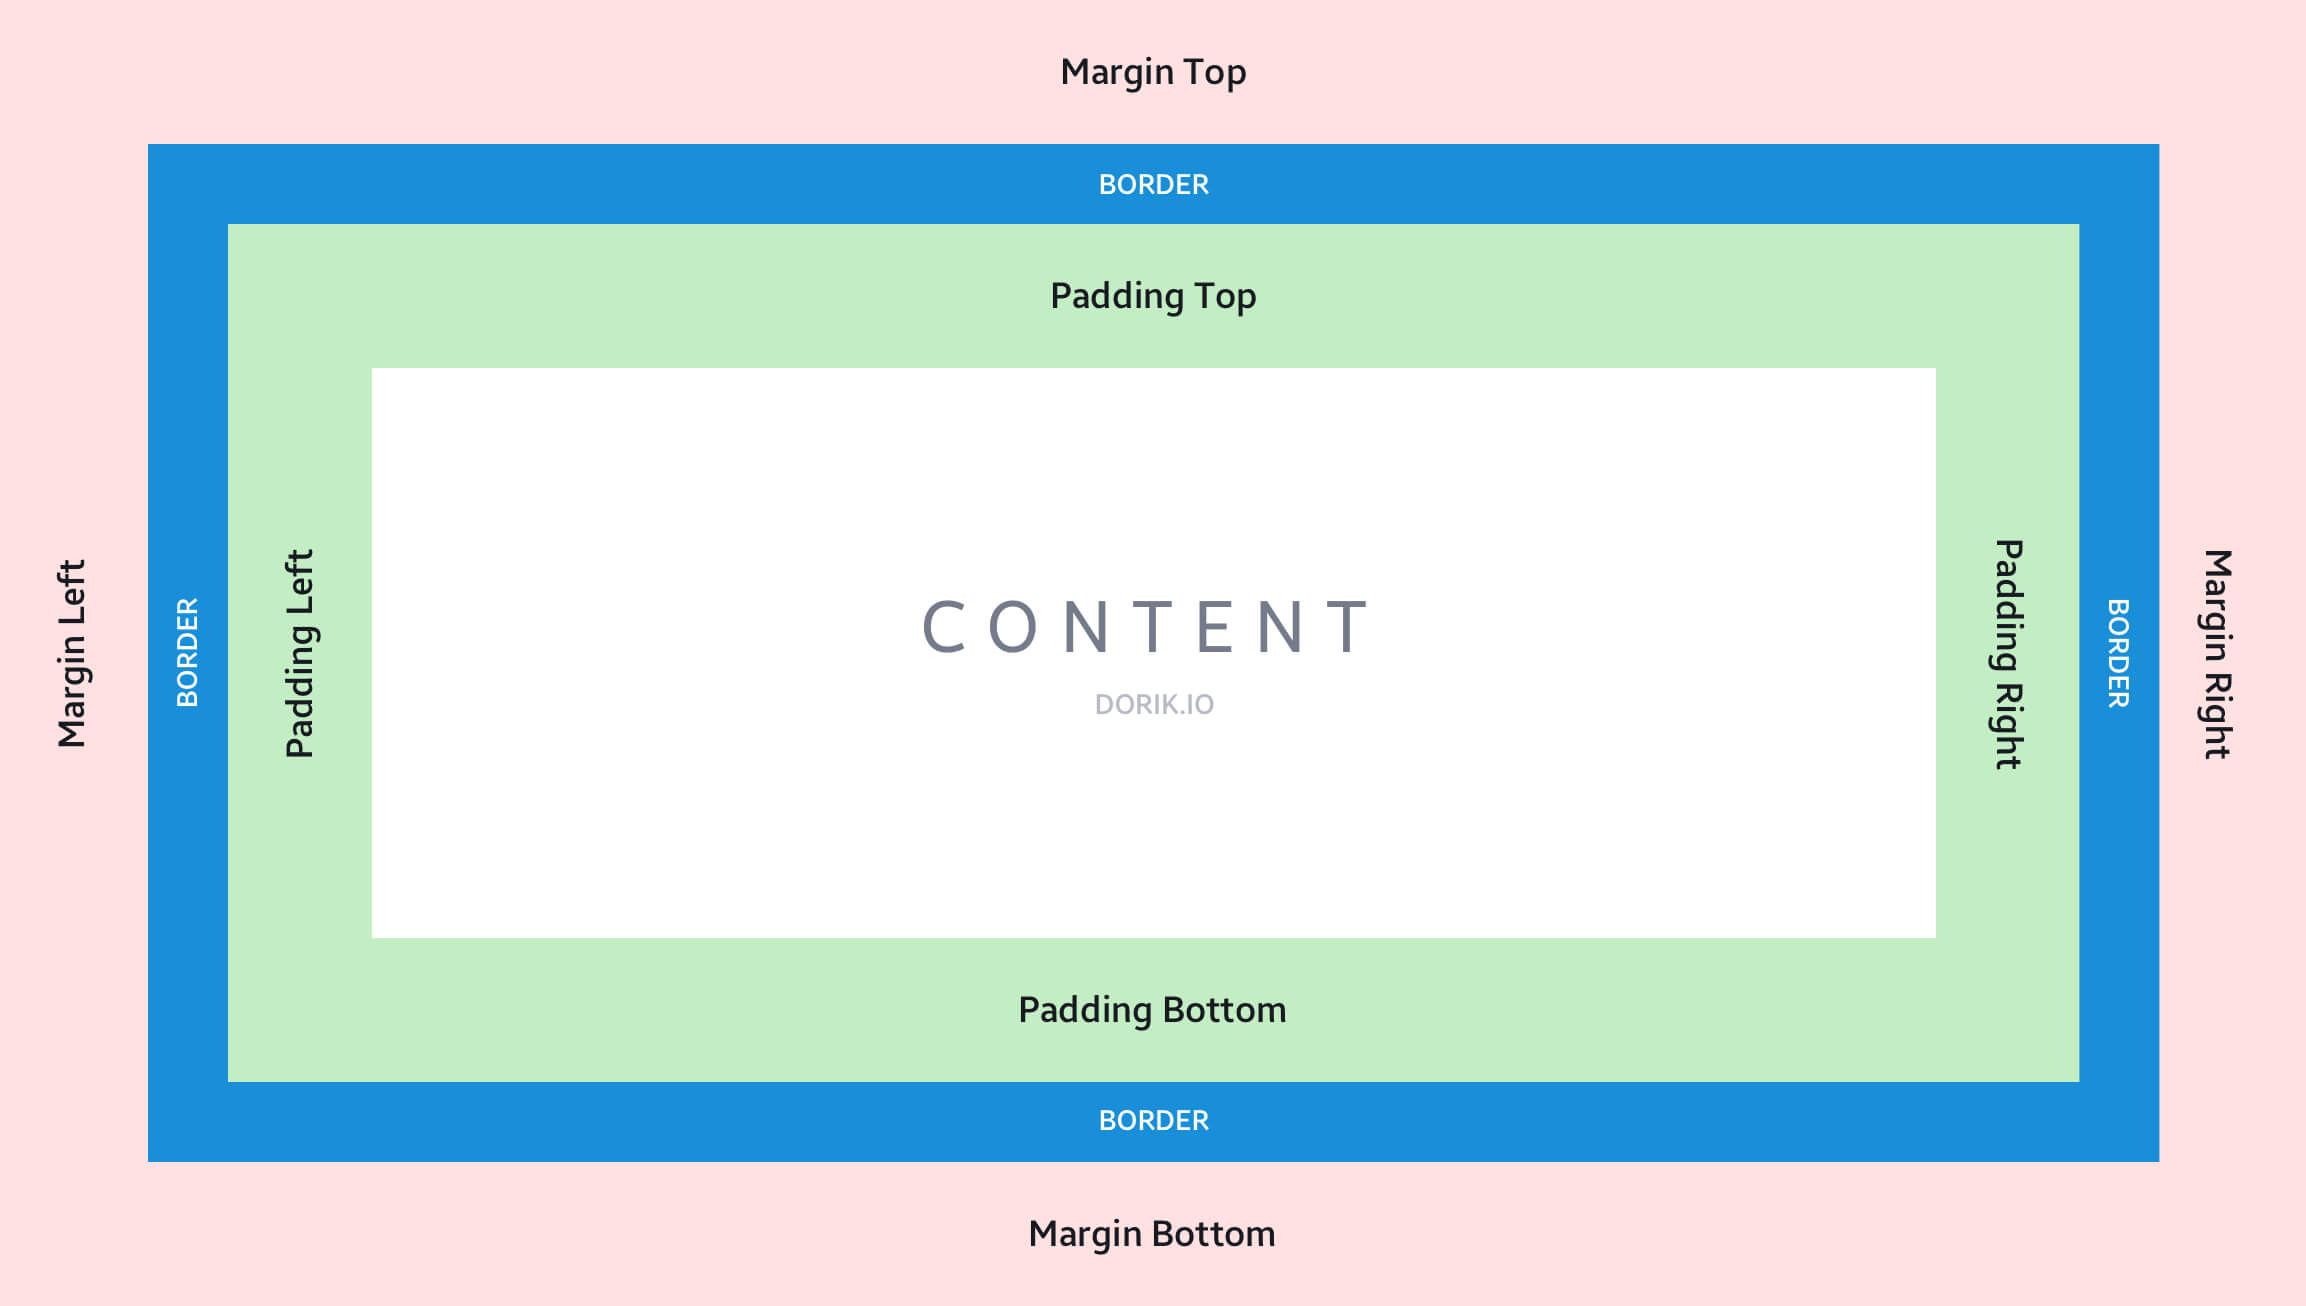 Margin Top
BORDER
Padding Top
Margin Left
BORDER
Padding Left
CONTENT
DORIK.IO
Padding Right
BORDER
Margin Right
Padding Bottom
BORDER
Margin Bottom